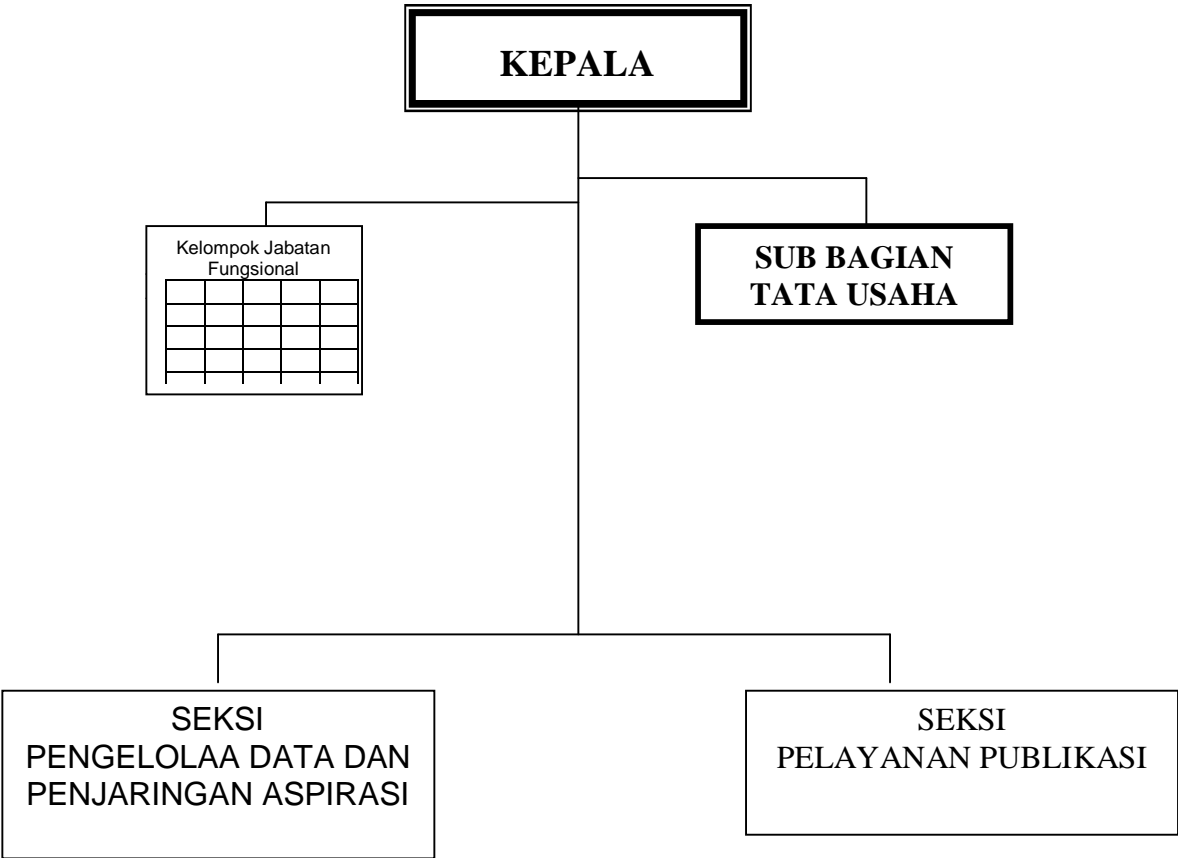 KEPALA
Kelompok Jabatan
Fungsional
SUB BAGIAN
TATA USAHA
SEKSI
PENGELOLAA DATA DAN
PENJARINGAN ASPIRASI
SEKSI
PELAYANAN PUBLIKASI